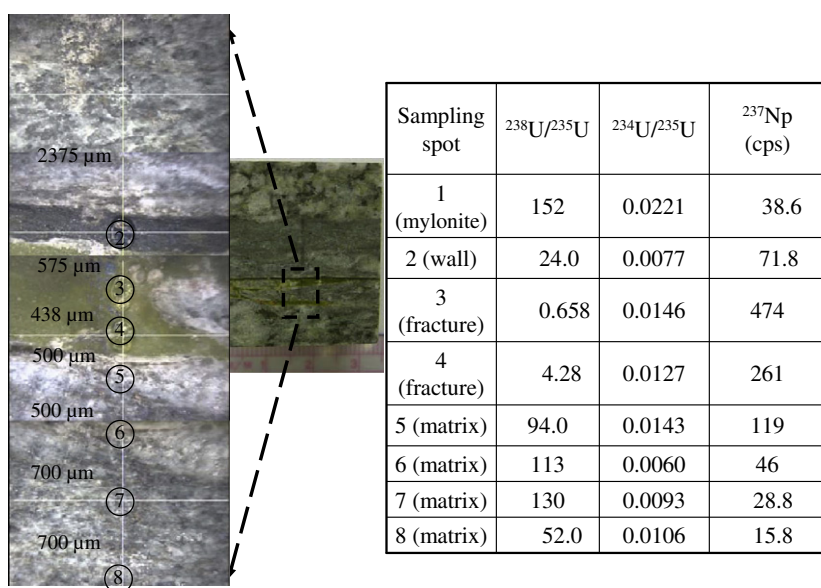 2375 µm
2
575 µm
3
438 µm
4
500 µm
5
500 µm
6
700 µm
7
700 µm
8
Sampling spot | ²³⁸U/²³⁵U | ²³⁴U/²³⁵U | ²³⁷Np (cps)
1 (mylonite) | 152 | 0.0221 | 38.6
2 (wall) | 24.0 | 0.0077 | 71.8
3 (fracture) | 0.658 | 0.0146 | 474
4 (fracture) | 4.28 | 0.0127 | 261
5 (matrix) | 94.0 | 0.0143 | 119
6 (matrix) | 113 | 0.0060 | 46
7 (matrix) | 130 | 0.0093 | 28.8
8 (matrix) | 52.0 | 0.0106 | 15.8